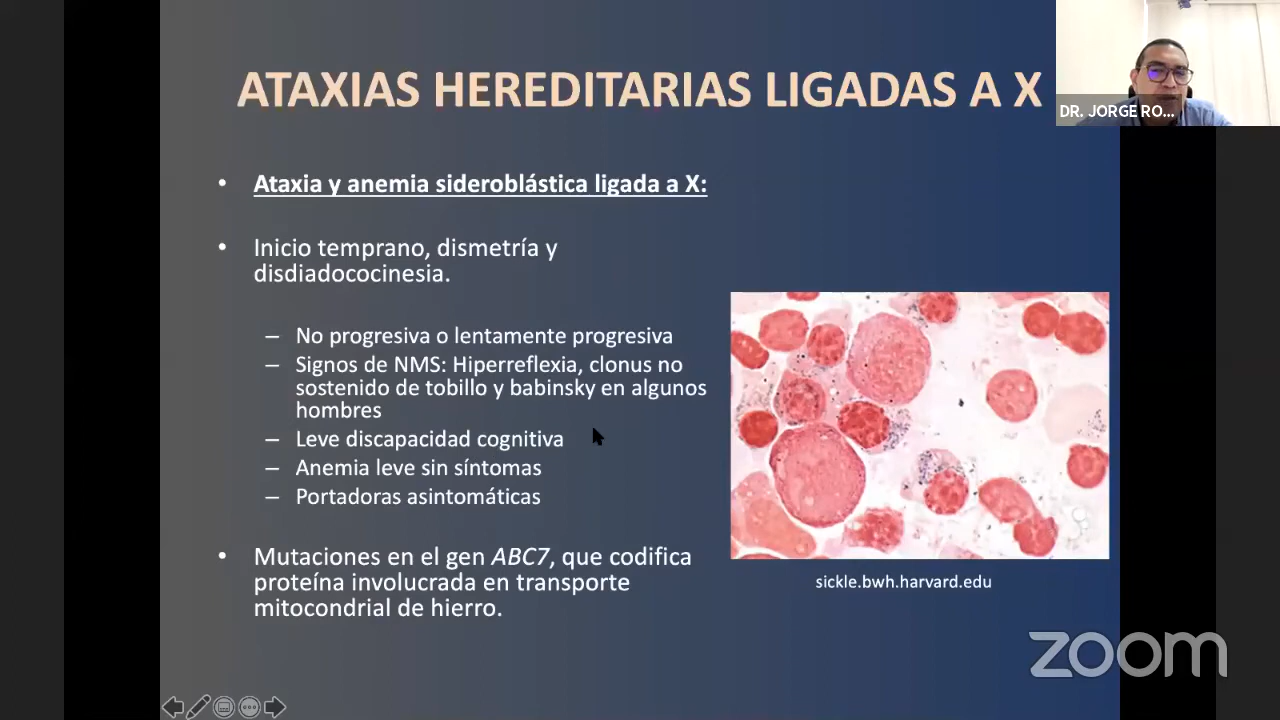 ATAXIAS HEREDITARIAS LIGADAS A X
DR. JORGE RO...
• Ataxia y anemia sideroblástica ligada a X:
• Inicio temprano, dismetría y
disdiadococinesia.
– No progresiva o lentamente progresiva
– Signos de NMS: Hiperreflexia, clonus no
sostenido de tobillo y babinsky en algunos
hombres
– Leve discapacidad cognitiva
– Anemia leve sin síntomas
– Portadoras asintomáticas
• Mutaciones en el gen ABC7, que codifica
proteína involucrada en transporte
mitocondrial de hierro.
sickle.bwh.harvard.edu
zoom